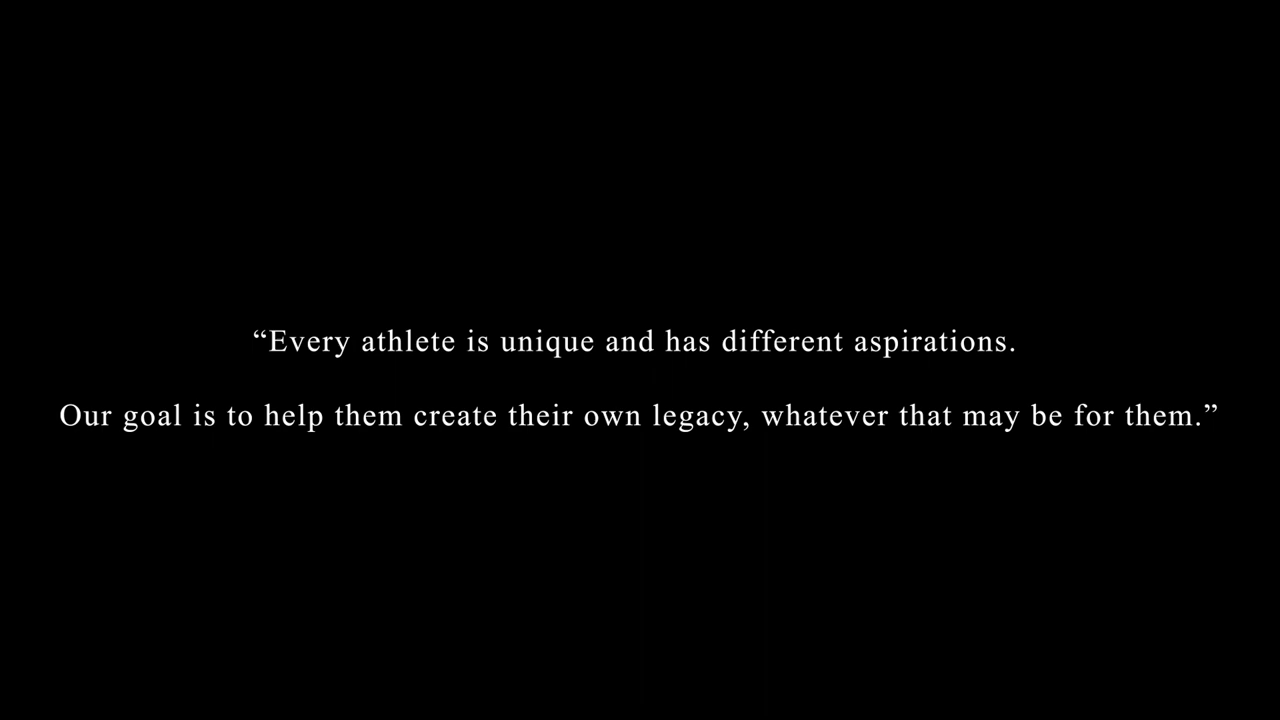 “Every athlete is unique and has different aspirations.
Our goal is to help them create their own legacy, whatever that may be for them.”